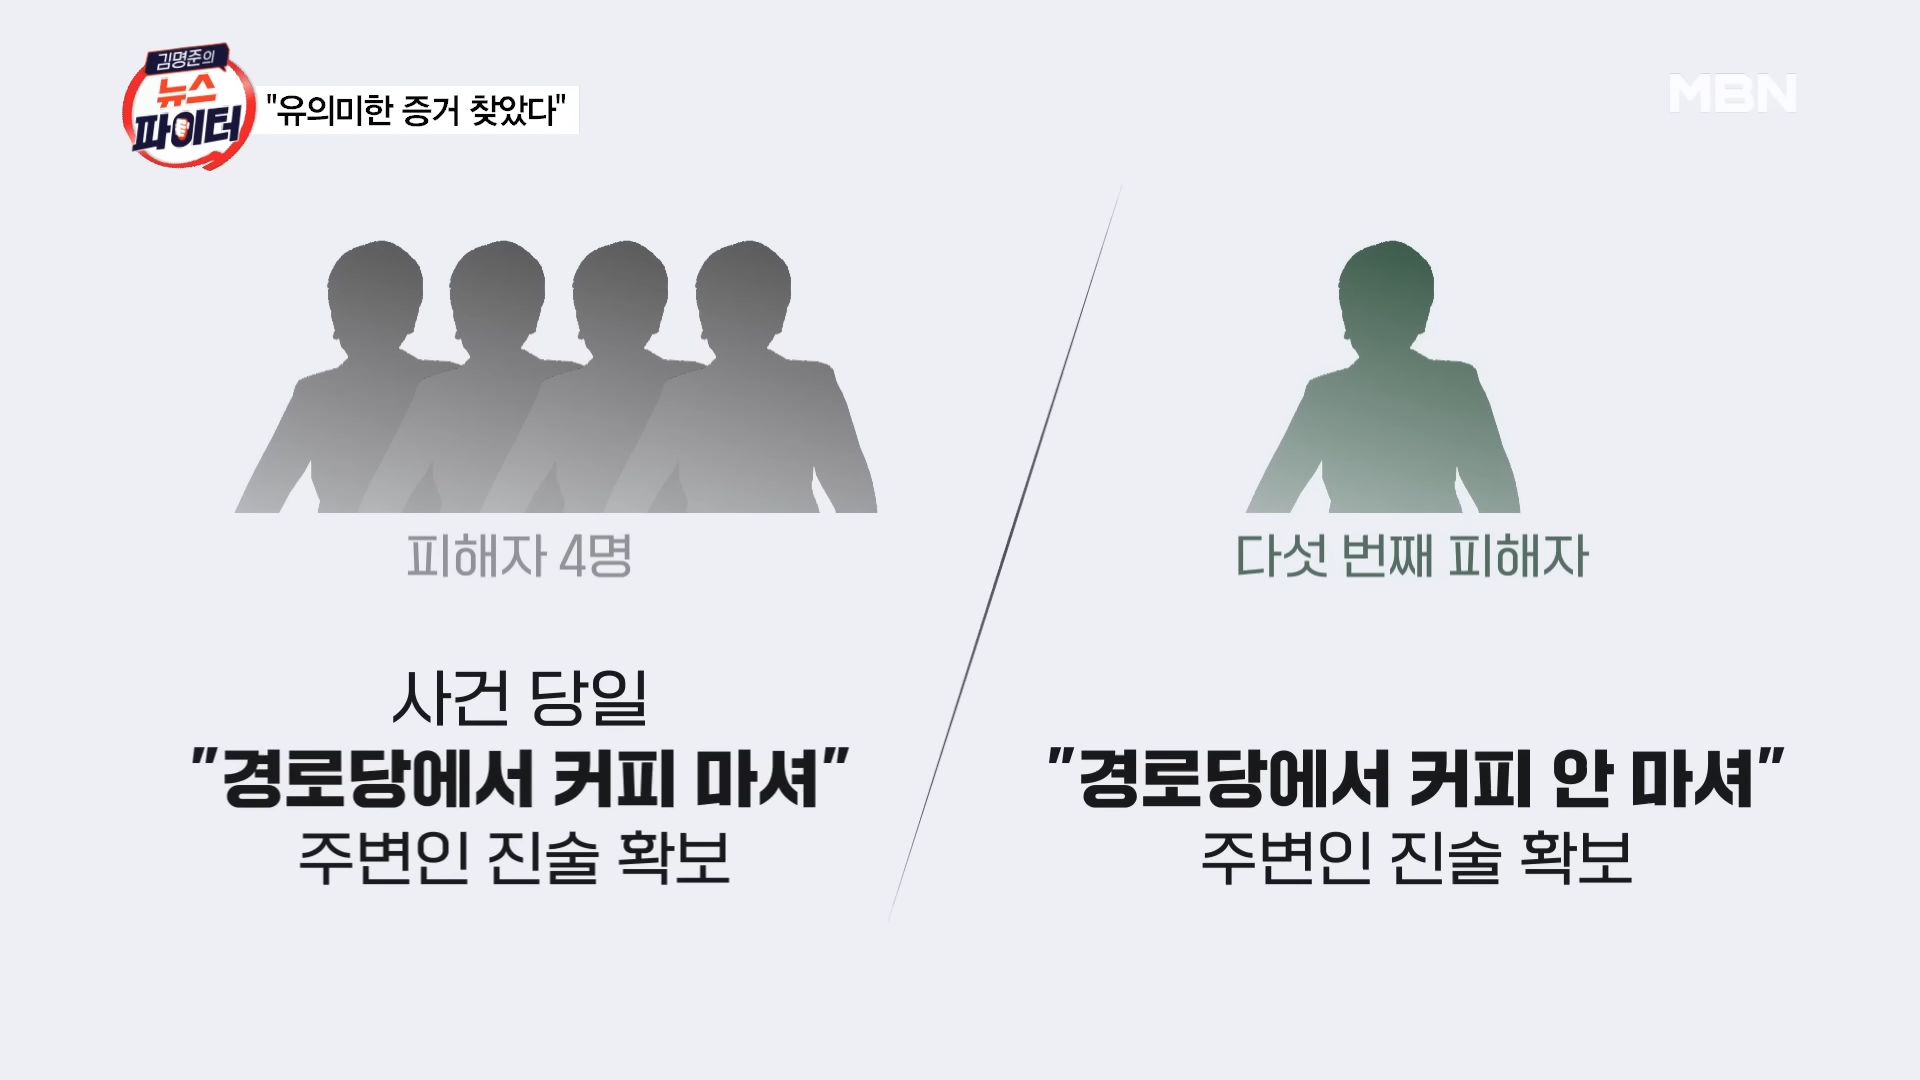 김명준의
뉴스
파이터
"유의미한 증거 찾았다"
MBN
피해자 4명
사건 당일
"경로당에서 커피 마셔"
주변인 진술 확보
다섯 번째 피해자
"경로당에서 커피 안 마셔"
주변인 진술 확보